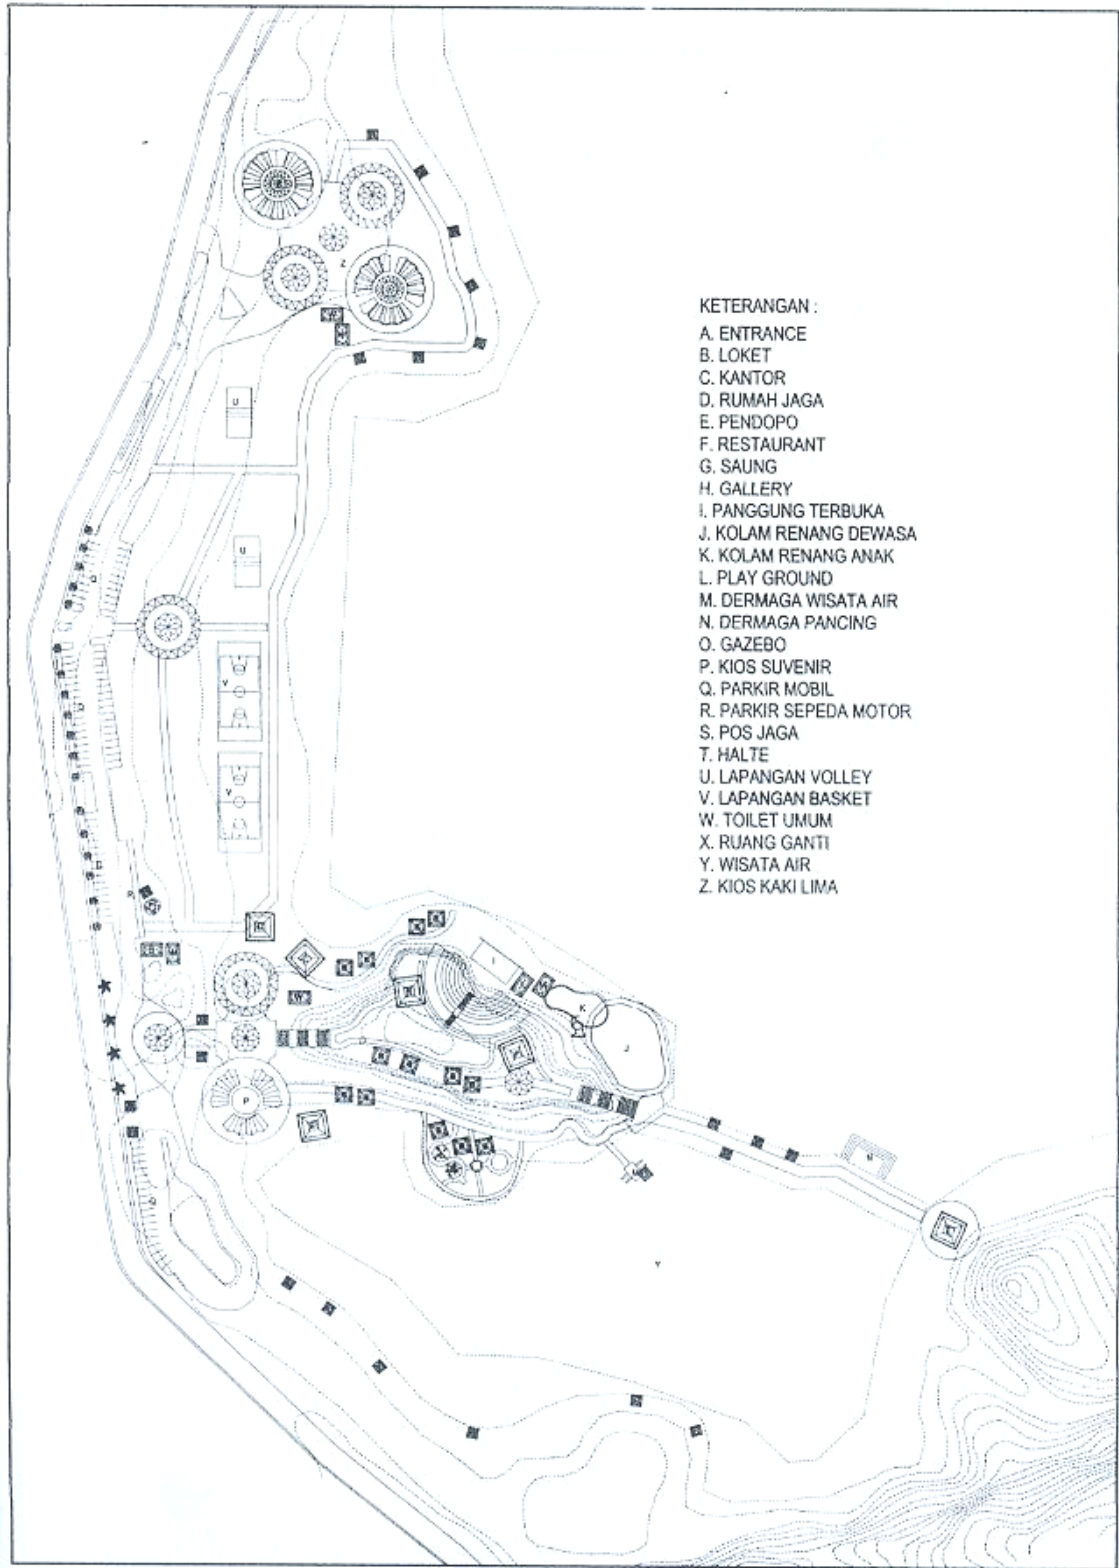 KETERANGAN :
A. ENTRANCE
B. LOKET
C. KANTOR
D. RUMAH JAGA
E. PENDOPO
F. RESTAURANT
G. SAUNG
H. GALLERY
I. PANGGUNG TERBUKA
J. KOLAM RENANG DEWASA
K. KOLAM RENANG ANAK
L. PLAY GROUND
M. DERMAGA WISATA AIR
N. DERMAGA PANCING
O. GAZEBO
P. KIOS SUVENIR
Q. PARKIR MOBIL
R. PARKIR SEPEDA MOTOR
S. POS JAGA
T. HALTE
U. LAPANGAN VOLLEY
V. LAPANGAN BASKET
W. TOILET UMUM
X. RUANG GANTI
Y. WISATA AIR
Z. KIOS KAKI LIMA
Z
U
U
V
V
I
K
J
P
Y